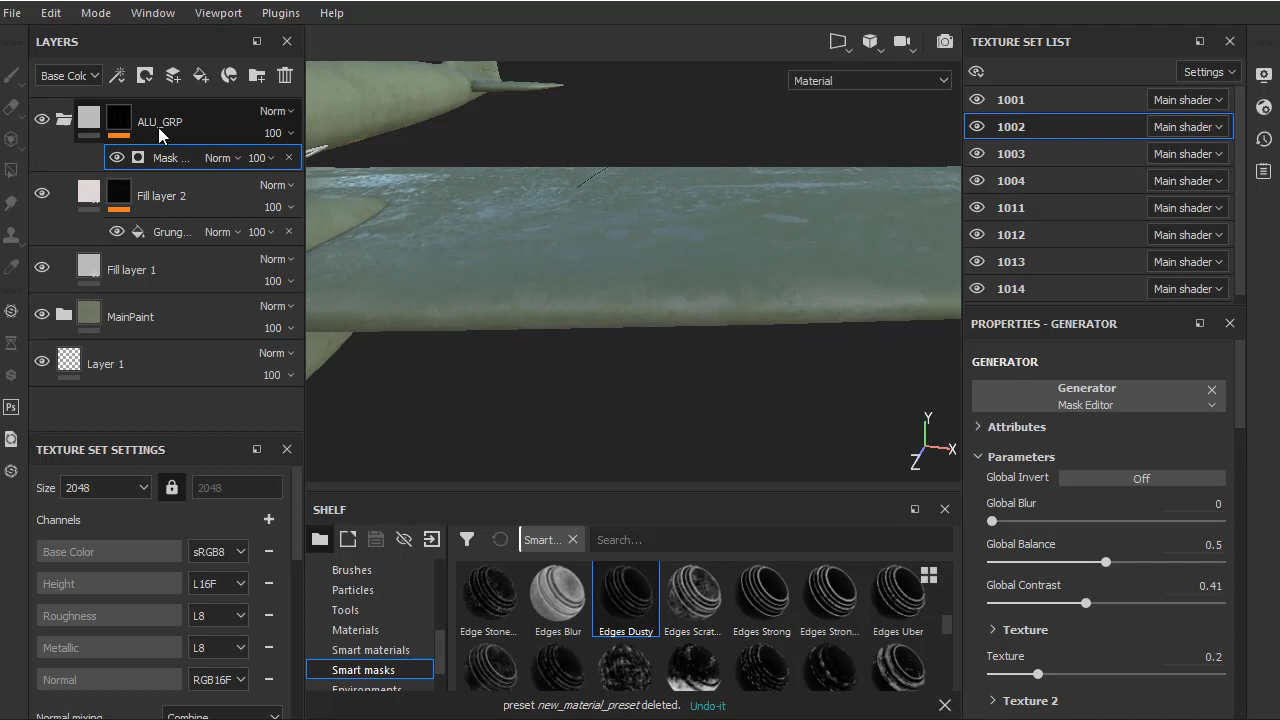 File Edit Mode Window Viewport Plugins Help
LAYERS
Base Colo
ALU_GRP
Norm
100
Mask ... Norm 100
Fill layer 2
Norm
100
Grung... Norm 100
Fill layer 1
Norm
100
MainPaint
Norm
100
Layer 1
Norm
100
TEXTURE SET SETTINGS
Size 2048 2048
Channels
Base Color sRGB8
Height L16F
Roughness L8
Metallic L8
Normal RGB16F
Normal mixing Combine
Material
Y
X
Z
SHELF
Smart... Search...
Brushes
Particles
Tools
Materials
Smart materials
Smart masks
Environments
Edge Stone... Edges Blur Edges Dusty Edges Scrat... Edges Strong Edges Stron... Edges Uber
preset new_material_preset deleted. Undo-it
TEXTURE SET LIST
Settings
1001 Main shader
1002 Main shader
1003 Main shader
1004 Main shader
1011 Main shader
1012 Main shader
1013 Main shader
1014 Main shader
PROPERTIES - GENERATOR
GENERATOR
Generator
Mask Editor
Attributes
Parameters
Global Invert Off
Global Blur 0
Global Balance 0.5
Global Contrast 0.41
Texture
Texture 0.2
Texture 2
Ps